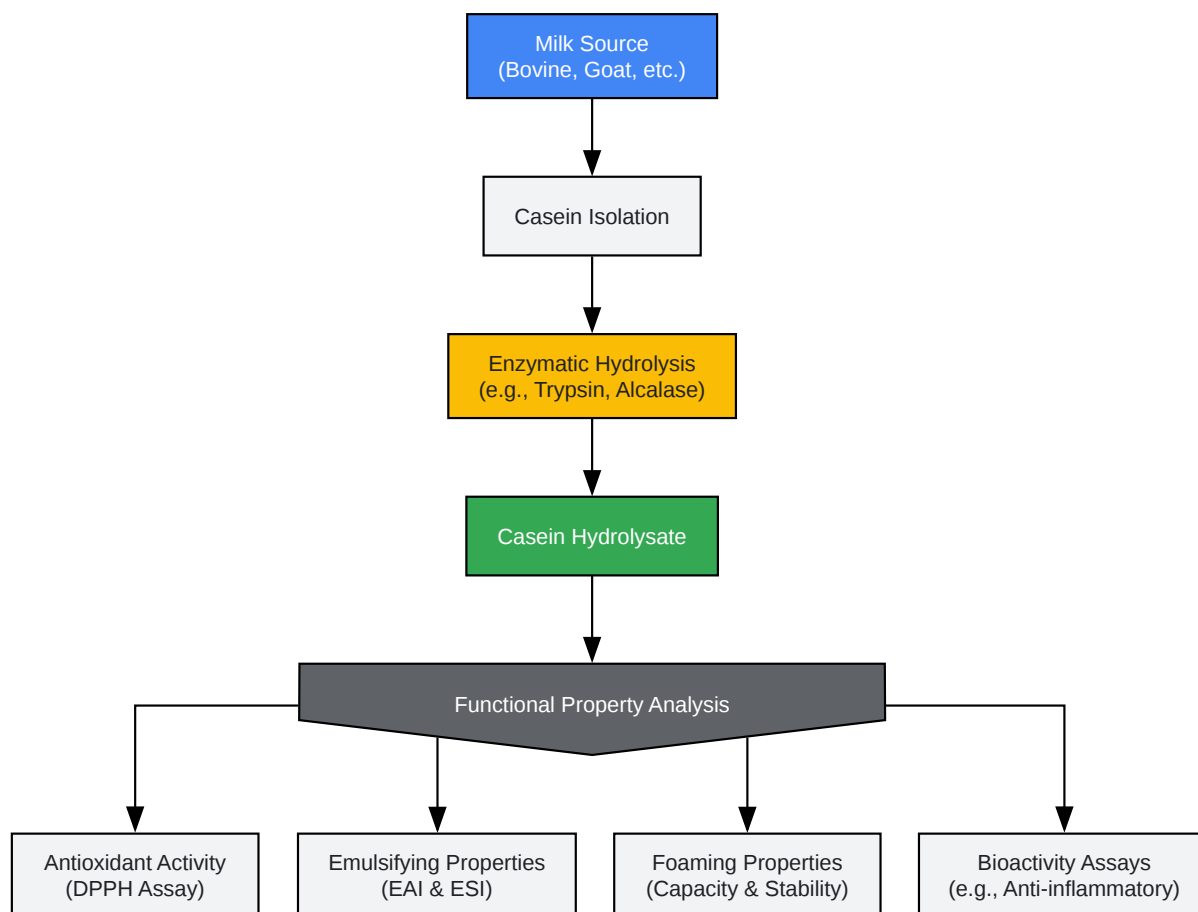 Milk Source
(Bovine, Goat, etc.)
Casein Isolation
Enzymatic Hydrolysis
(e.g., Trypsin, Alcalase)
Casein Hydrolysate
Functional Property Analysis
Antioxidant Activity
(DPPH Assay)
Emulsifying Properties
(EAI & ESI)
Foaming Properties
(Capacity & Stability)
Bioactivity Assays
(e.g., Anti-inflammatory)